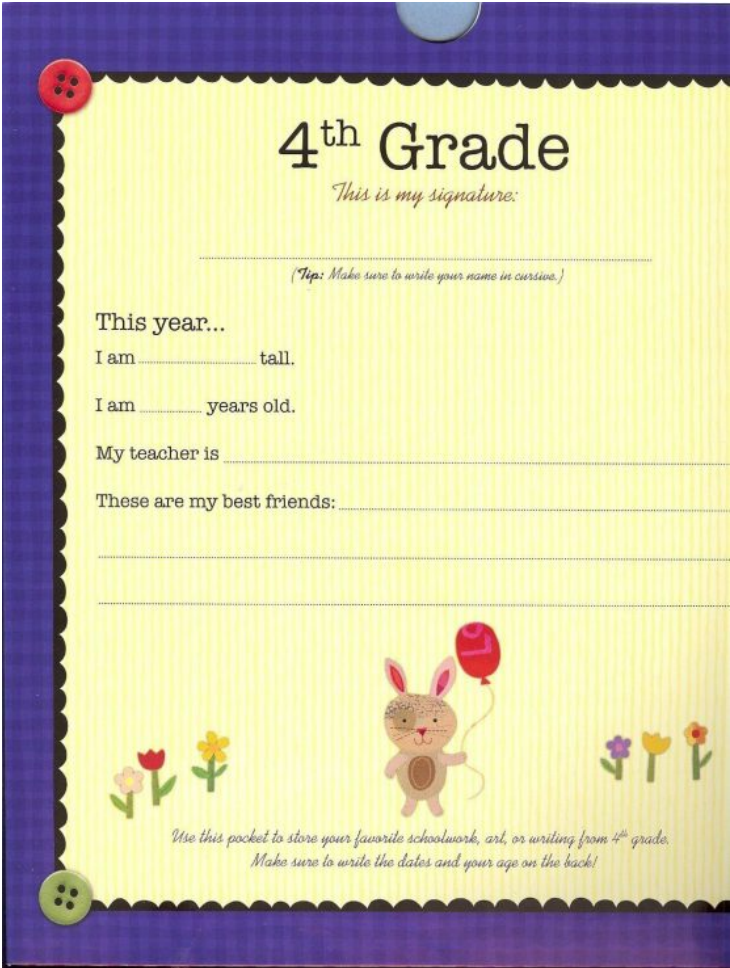 4th Grade
This is my signature:
(Tip: Make sure to write your name in cursive.)
This year...
I am tall.
I am years old.
My teacher is
These are my best friends:
Use this pocket to store your favorite schoolwork, art, or writing from 4th grade.
Make sure to write the dates and your age on the back!